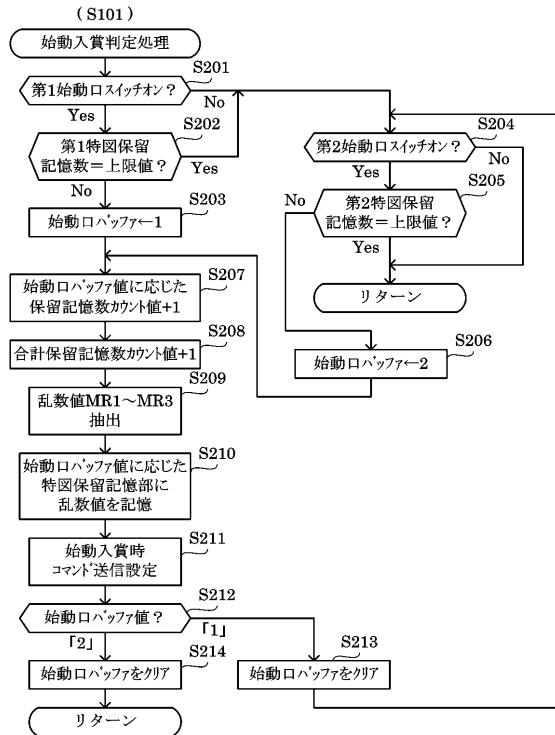 (S101)
始動入賞判定処理
S201
第1始動口スイッチオン？
No
Yes
S202
第1特図保留
記憶数＝上限値？
Yes
No
S203
始動口バッファ←1
S204
第2始動口スイッチオン？
No
Yes
S205
No
第2特図保留
記憶数＝上限値？
Yes
リターン
S206
始動口バッファ←2
S207
始動口バッファ値に応じた
保留記憶数カウント値+1
S208
合計保留記憶数カウント値+1
S209
乱数値MR1～MR3
抽出
S210
始動口バッファ値に応じた
特図保留記憶部に
乱数値を記憶
S211
始動入賞時
コマンド送信設定
S212
始動口バッファ値？
「2」
「1」
S214
始動口バッファをクリア
S213
始動口バッファをクリア
リターン